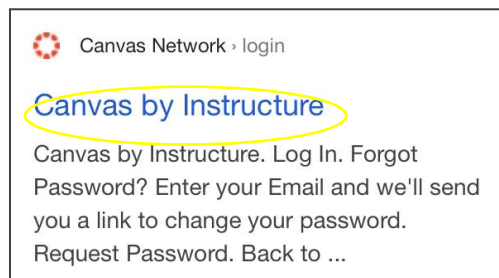 Canvas Network › login
Canvas by Instructure
Canvas by Instructure. Log In. Forgot
Password? Enter your Email and we'll send
you a link to change your password.
Request Password. Back to ...